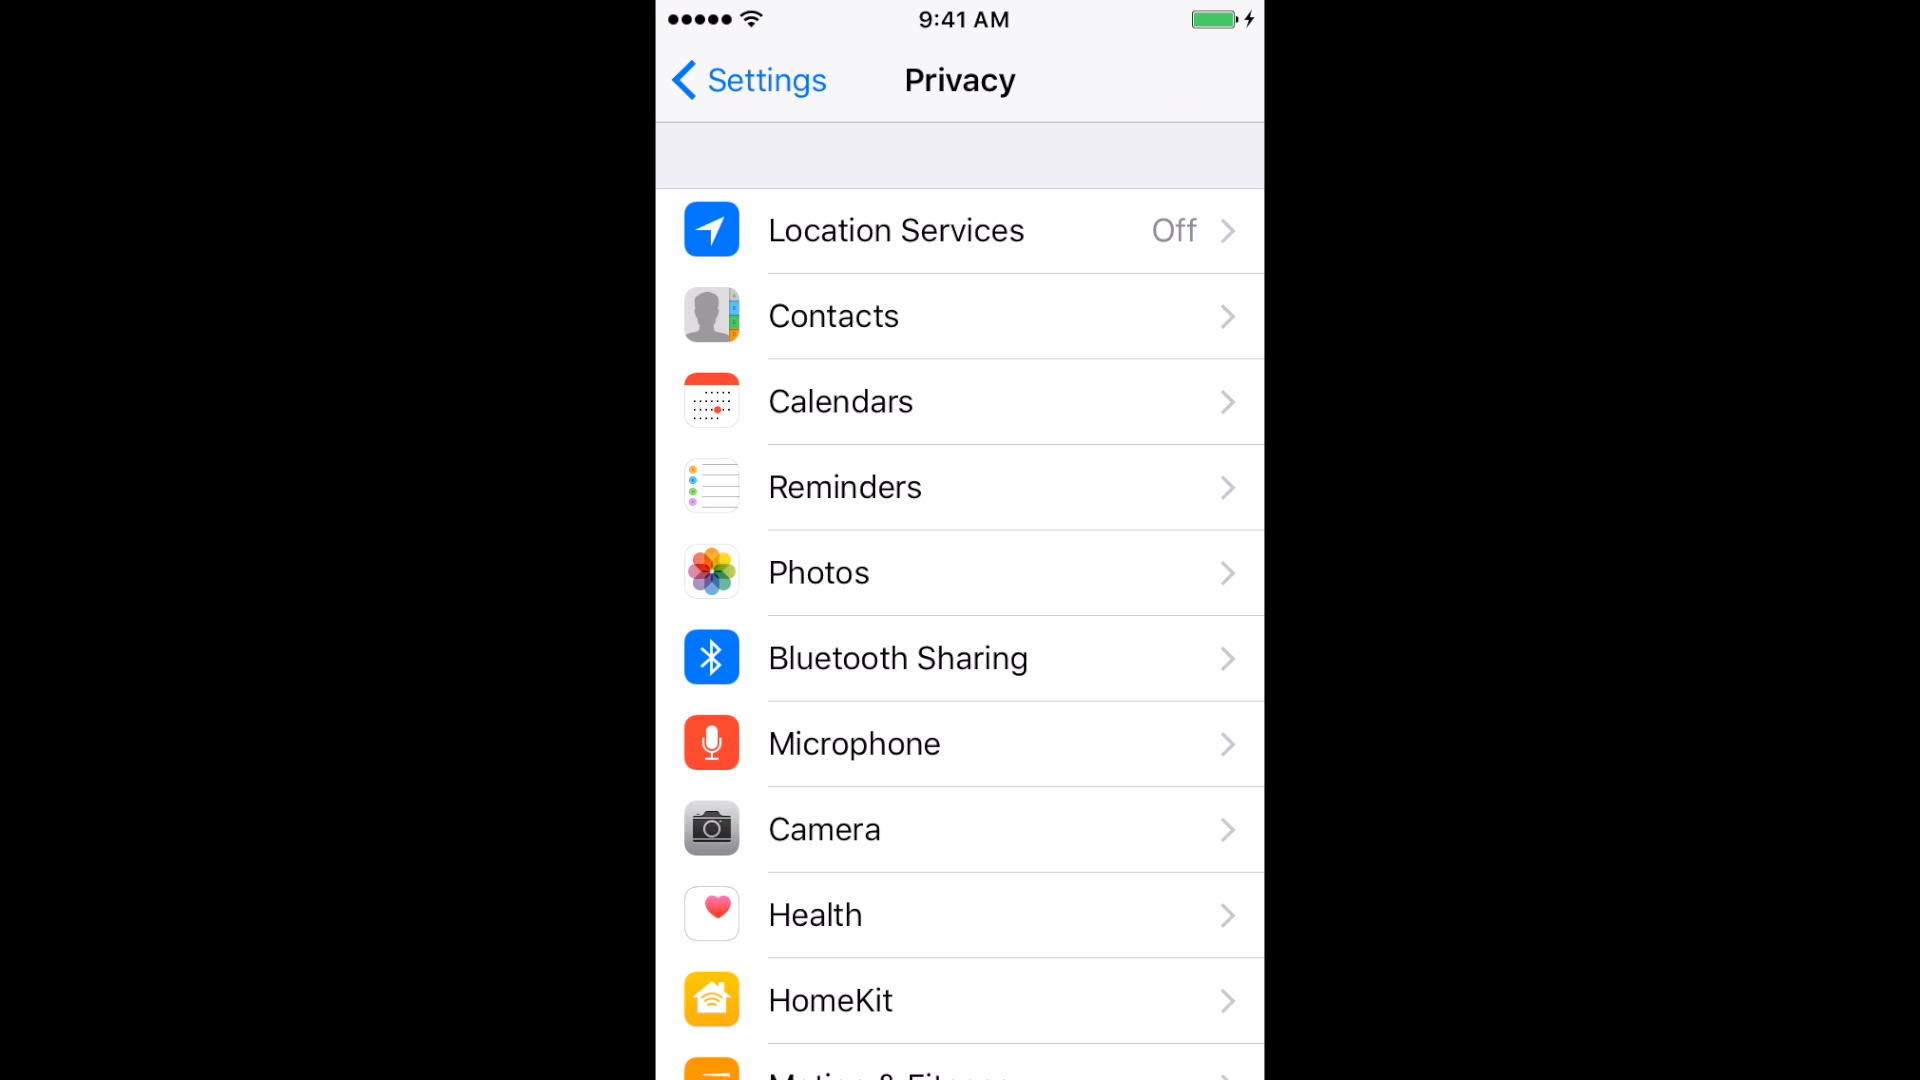 9:41 AM
Settings
Privacy
Location Services Off
Contacts
Calendars
Reminders
Photos
Bluetooth Sharing
Microphone
Camera
Health
HomeKit